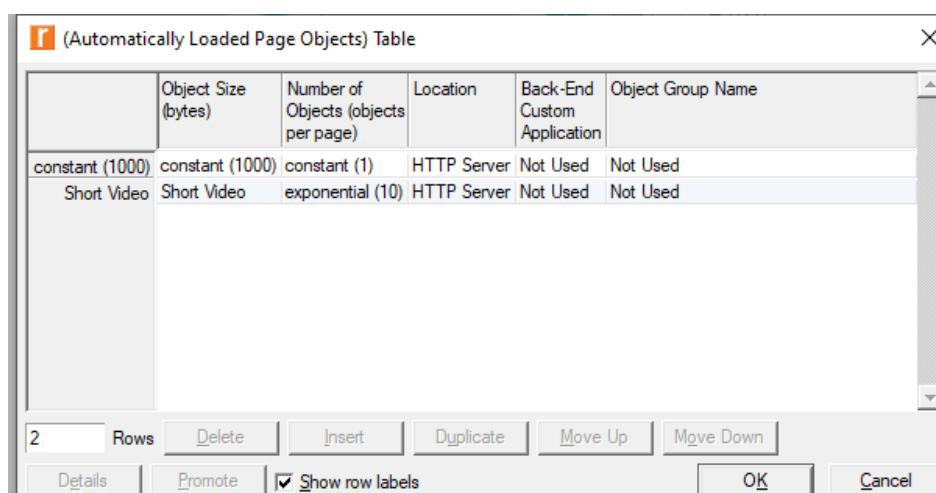 r (Automatically Loaded Page Objects) Table
Object Size Number of Location Back-End Object Group Name
(bytes) Objects (objects Custom
per page) Application
constant (1000) constant (1000) constant (1) HTTP Server Not Used Not Used
Short Video Short Video exponential (10) HTTP Server Not Used Not Used
2 Rows Delete Insert Duplicate Move Up Move Down
Details Promote Show row labels OK Cancel